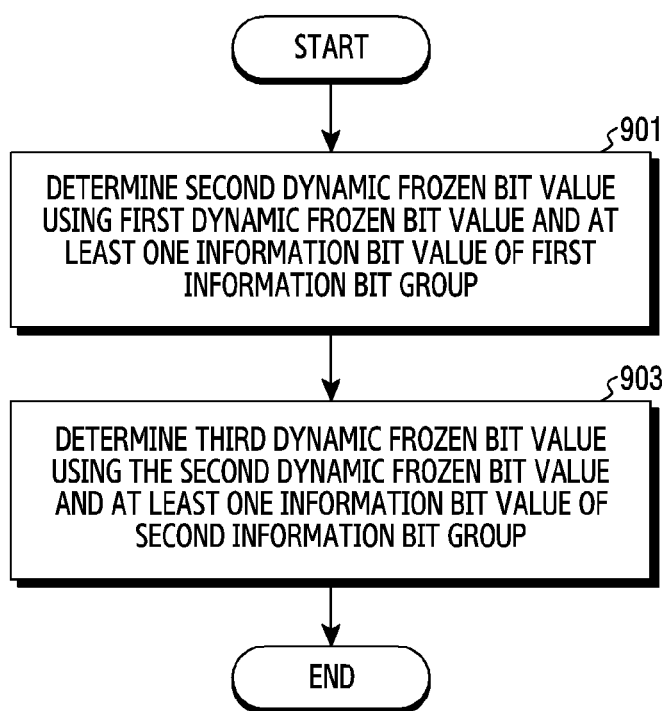 START
901
DETERMINE SECOND DYNAMIC FROZEN BIT VALUE
USING FIRST DYNAMIC FROZEN BIT VALUE AND AT
LEAST ONE INFORMATION BIT VALUE OF FIRST
INFORMATION BIT GROUP
903
DETERMINE THIRD DYNAMIC FROZEN BIT VALUE
USING THE SECOND DYNAMIC FROZEN BIT VALUE
AND AT LEAST ONE INFORMATION BIT VALUE OF
SECOND INFORMATION BIT GROUP
END